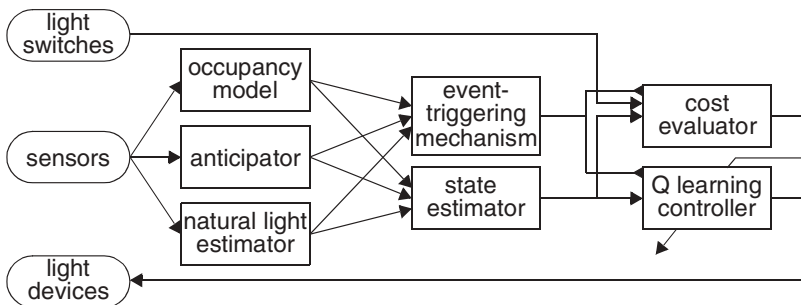 light
switches
occupancy
model
event-
triggering
mechanism
cost
evaluator
sensors
anticipator
state
estimator
Q learning
controller
natural light
estimator
light
devices